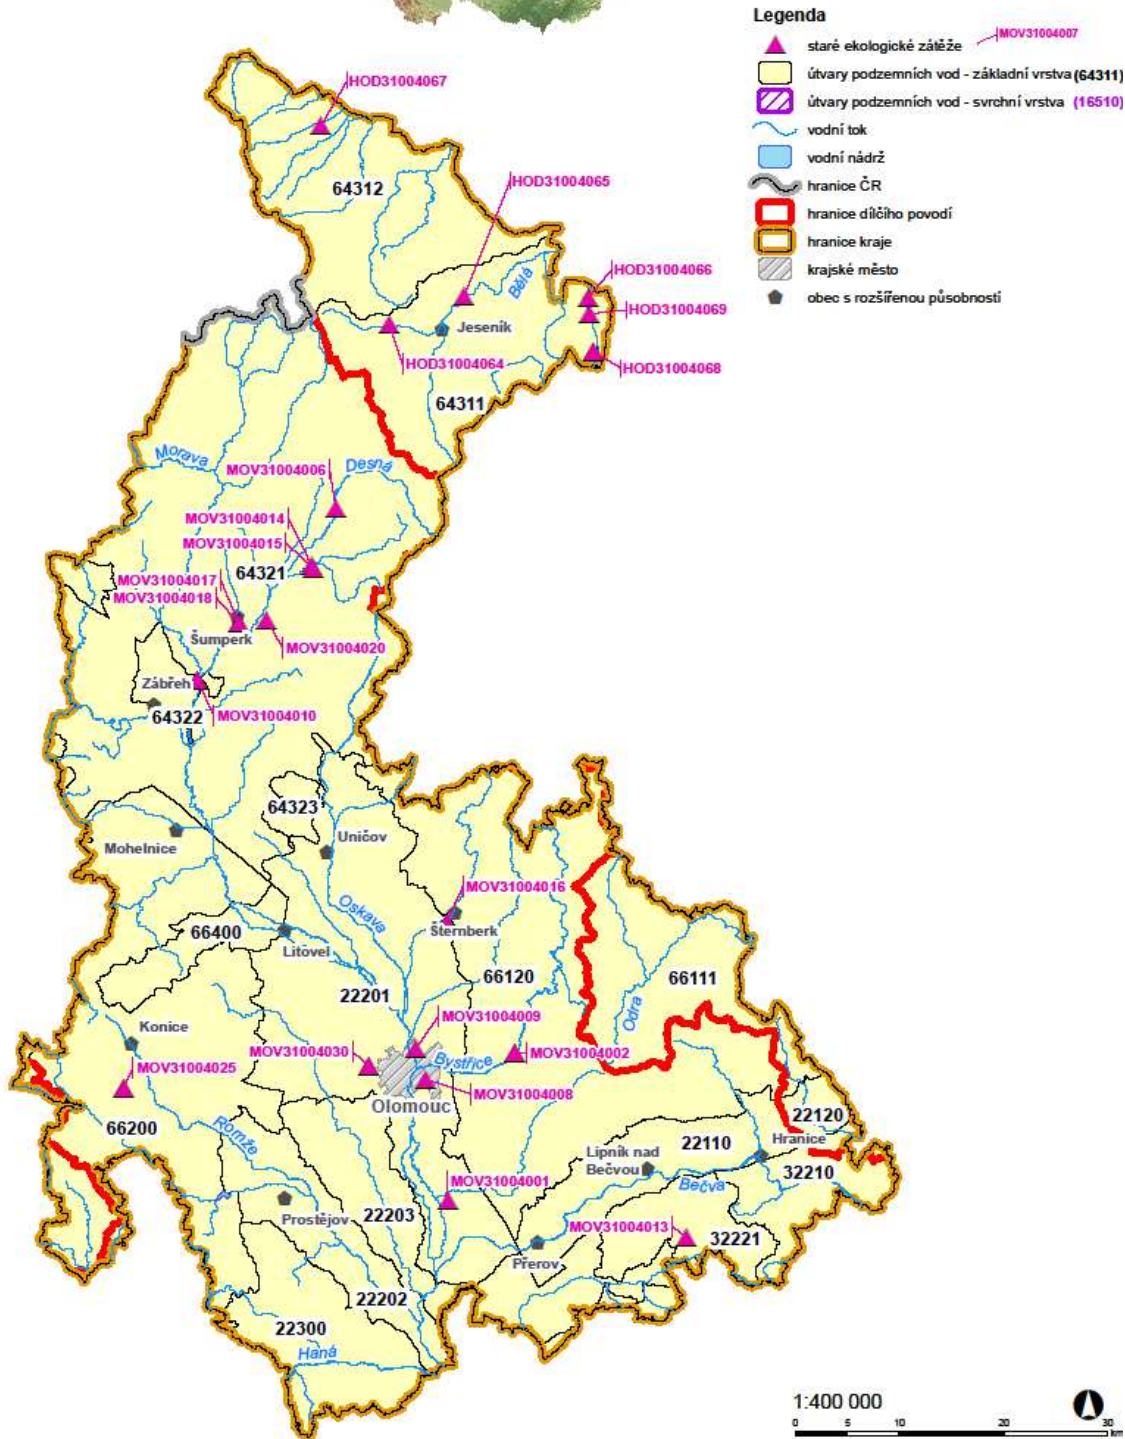 Legenda
staré ekologické zátěže MOV31004007
útvary podzemních vod - základní vrstva (64311)
útvary podzemních vod - svrchní vrstva (16510)
vodní tok
vodní nádrž
hranice ČR
hranice dílčího povodí
hranice kraje
krajské město
obec s rozšířenou působností
HOD31004067
64312
HOD31004065
Bělá
HOD31004066
HOD31004069
Jeseník
HOD31004064
HOD31004068
64311
Morava
Desná
MOV31004006
MOV31004014
MOV31004015
64321
MOV31004017
MOV31004018
Šumperk
MOV31004020
Zábřeh
64322
MOV31004010
64323
Uničov
Mohelnice
Oskava
MOV31004016
Šternberk
66400
Litovel
66120
66111
22201
Odra
Konice
MOV31004009
MOV31004030
Bystřice
MOV31004002
MOV31004025
MOV31004008
Olomouc
66200
Romže
22120
22110
Hranice
Lipník nad
Bečvou
32210
MOV31004001
Bečva
Prostějov
22203
MOV31004013
32221
Přerov
22202
22300
Haná
1:400 000
0 5 10 20 30
km